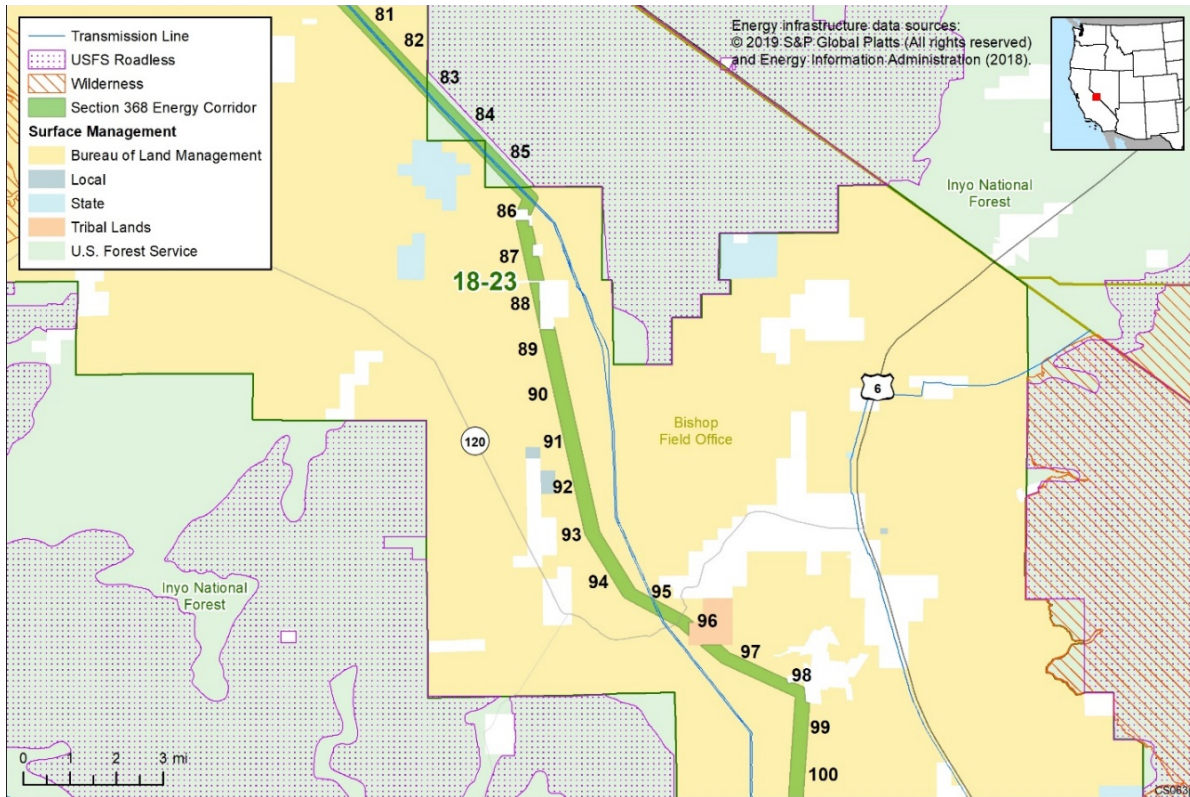 Transmission Line
USFS Roadless
Wilderness
Section 368 Energy Corridor
Surface Management
Bureau of Land Management
Local
State
Tribal Lands
U.S. Forest Service
Energy infrastructure data sources:
© 2019 S&P Global Platts (All rights reserved)
and Energy Information Administration (2018).
81
82
83
84
85
86
87
18-23
88
89
90
91
92
93
94
95
96
97
98
99
100
Inyo National
Forest
6
Bishop
Field Office
120
Inyo National
Forest
0 1 2 3 mi